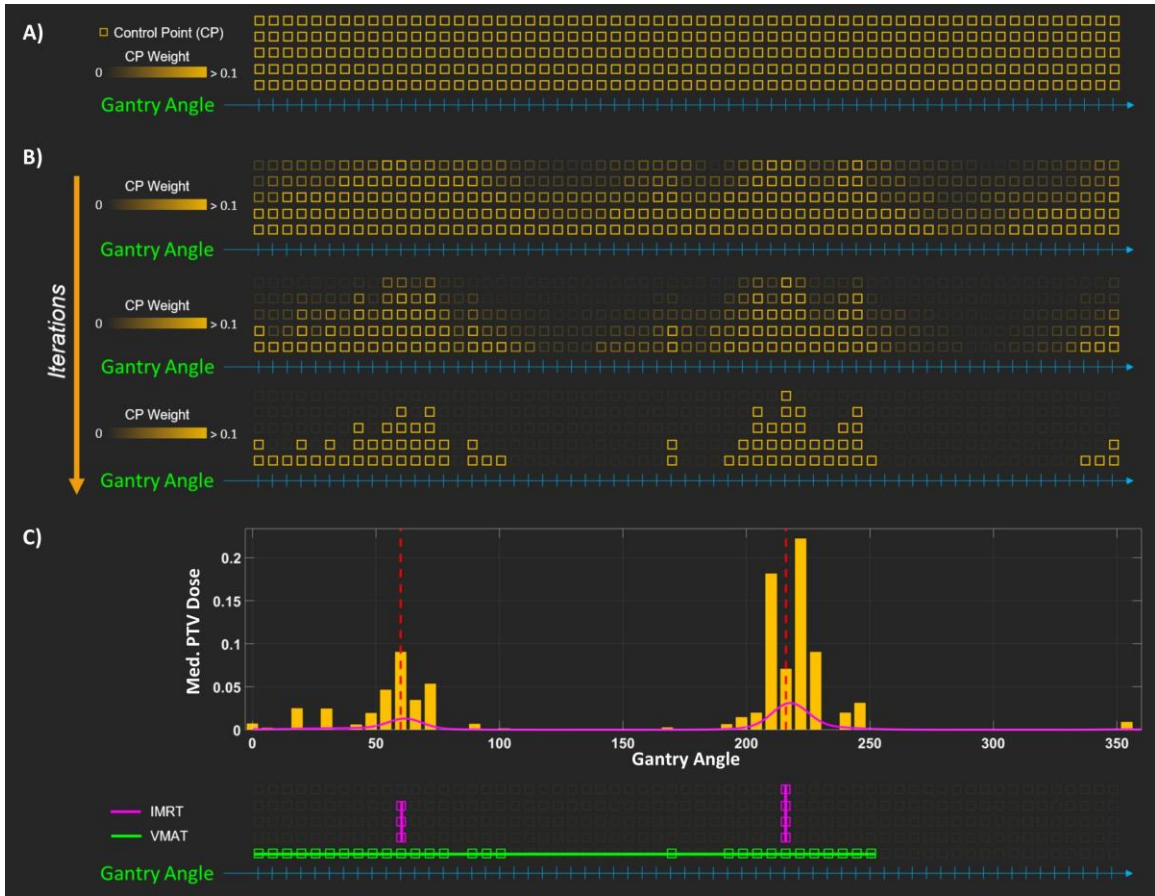 A)
Control Point (CP)
CP Weight
0 > 0.1
Gantry Angle
B)
Iterations
CP Weight
0 > 0.1
Gantry Angle
CP Weight
0 > 0.1
Gantry Angle
CP Weight
0 > 0.1
Gantry Angle
C)
Med. PTV Dose
0.2
0.15
0.1
0.05
0
0 50 100 150 200 250 300 350
Gantry Angle
IMRT
VMAT
Gantry Angle